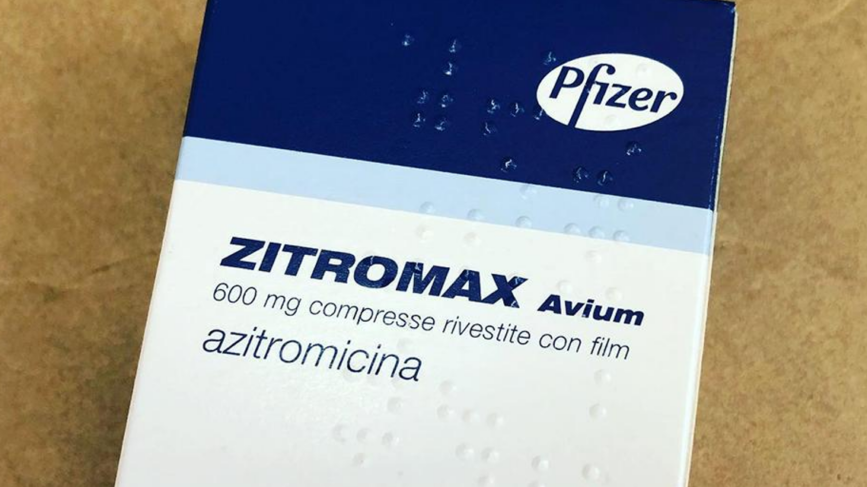 Pfizer
ZITROMAX Avium
600 mg compresse rivestite con film
azitromicina